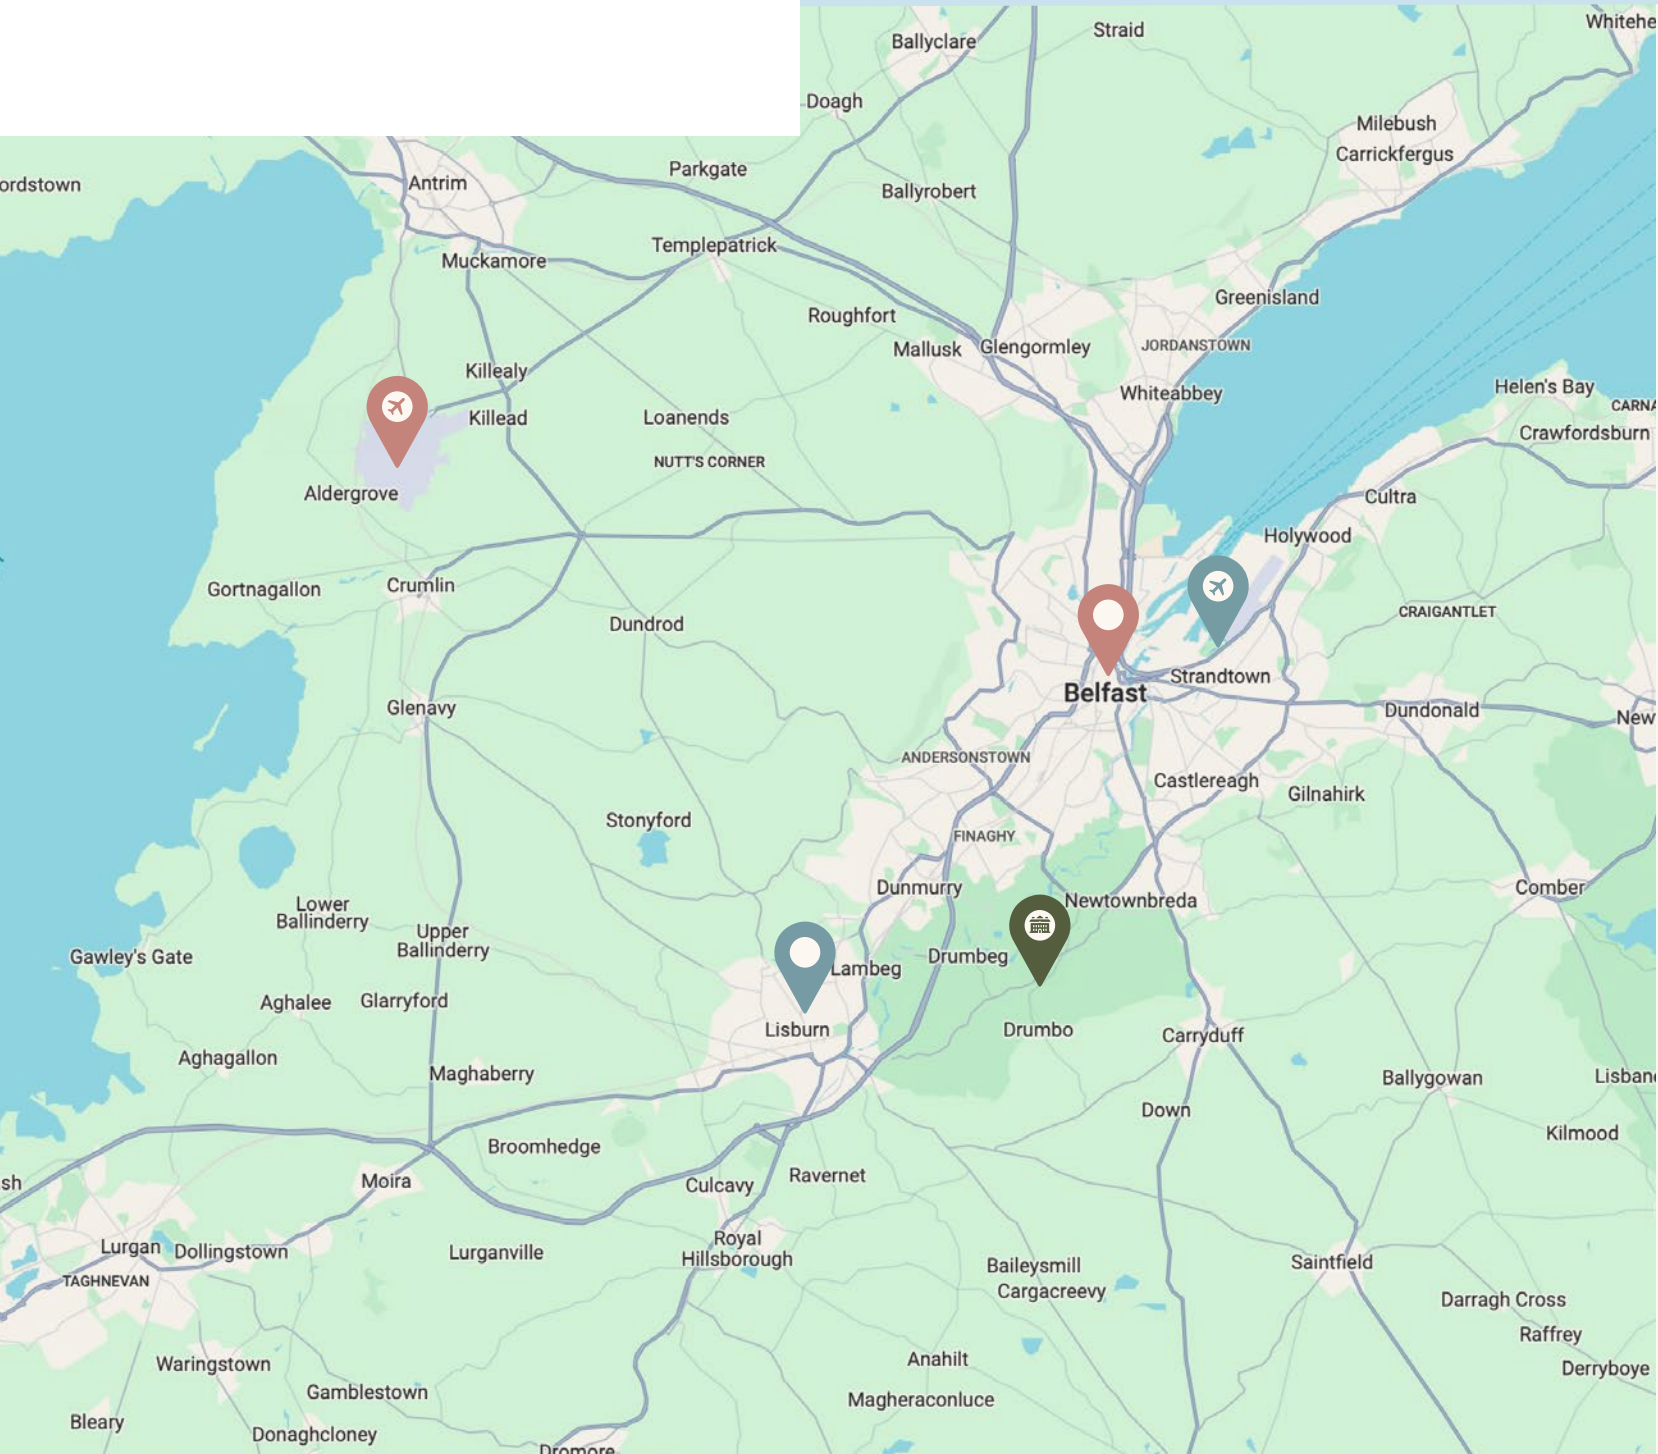 Whitehe
Straid
Ballyclare
Doagh
Milebush
Carrickfergus
Parkgate
Antrim
ordstown
Ballyrobert
Templepatrick
Muckamore
Greenisland
Roughfort
Mallusk
Glengormley
JORDANSTOWN
Killealy
Helen's Bay
Whiteabbey
CARNA
Killead
Loanends
Crawfordsburn
NUTT'S CORNER
Aldergrove
Cultra
Holywood
Crumlin
Gortnagallon
CRAIGANTLET
Dundrod
Strandtown
Belfast
Glenavy
Dundonald
New
ANDERSONSTOWN
Castlereagh
Gilnahirk
Stonyford
FINAGHY
Dunmurry
Comber
Newtownbreda
Lower
Ballinderry
Upper
Ballinderry
Gawley's Gate
Drumbeg
Lambeg
Aghalee
Glarryford
Lisburn
Drumbo
Carryduff
Aghagallon
Maghaberry
Ballygowan
Lisbane
Down
Kilmood
Broomhedge
Ravernet
Moira
sh
Culcavy
Royal
Hillsborough
Lurgan
Dollingstown
Lurganville
Saintfield
Baileysmill
TAGHNEVAN
Cargacreevy
Darragh Cross
Raffrey
Anahilt
Waringstown
Derryboye
Gamblestown
Magheraconluce
Bleary
Donaghcloney
Dromore